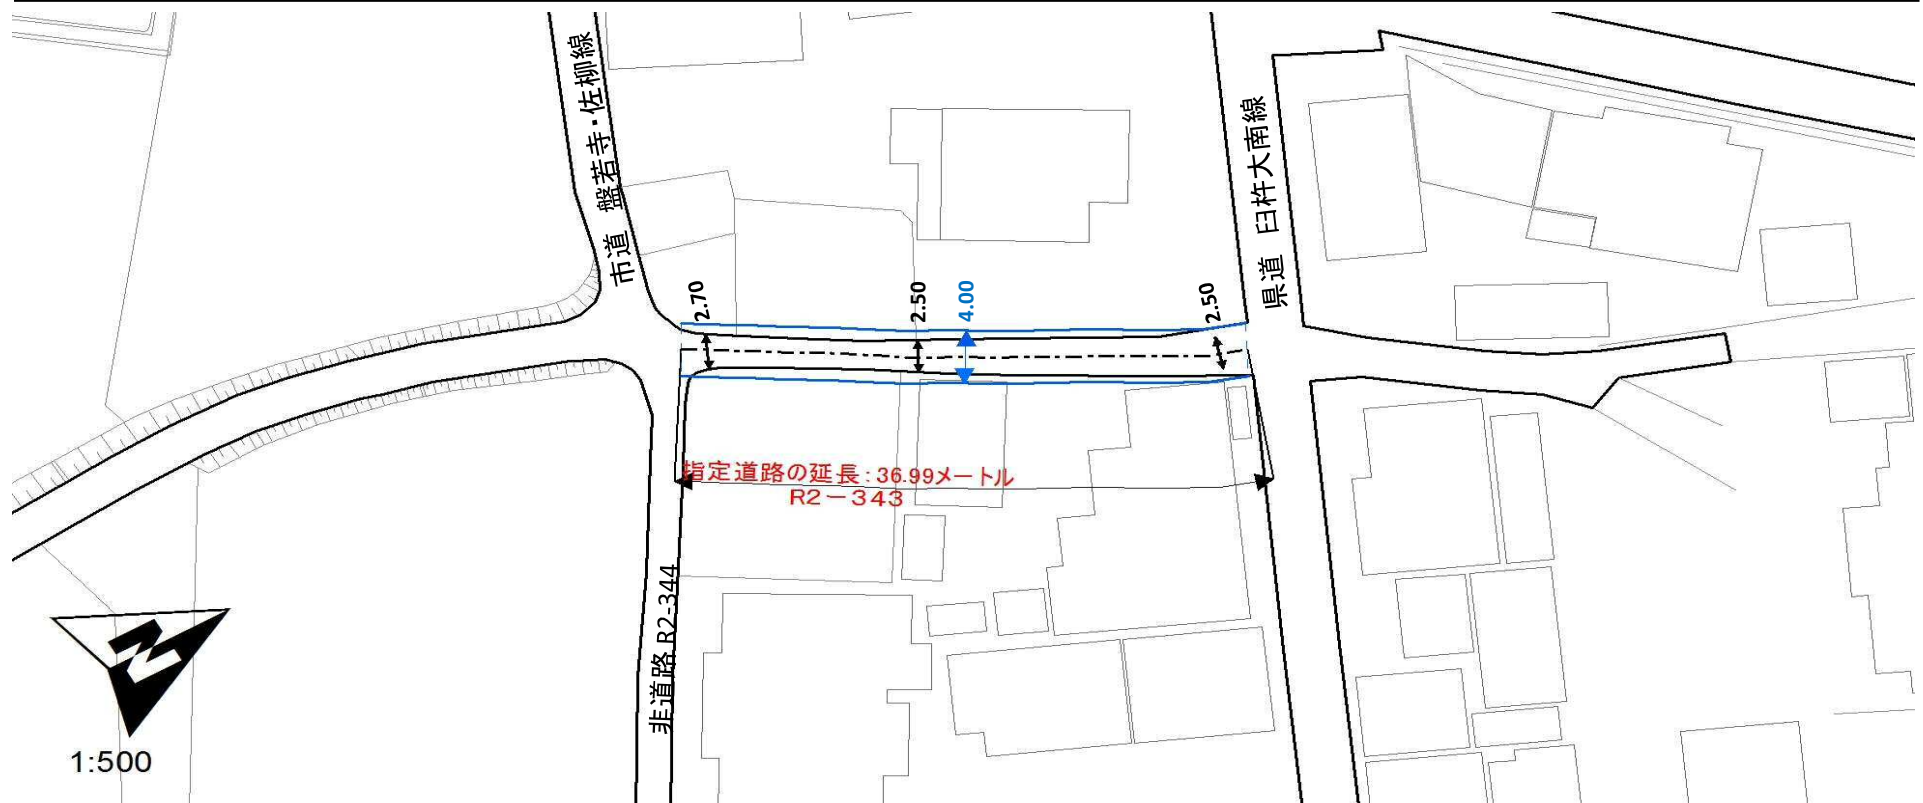 市道　盤若寺・佐柳線
県道　臼杵大南線
2.70
2.50
4.00
2.50
指定道路の延長：36.99メートル
R2－343
非道路 R2-344
N
1:500